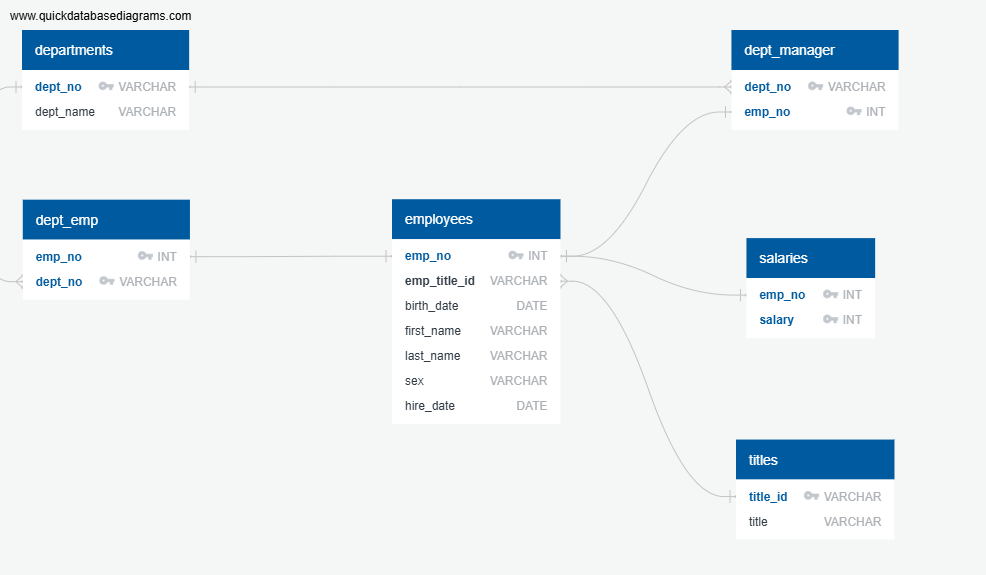 www.quickdatabasediagrams.com
departments
dept_no VARCHAR
dept_name VARCHAR
dept_manager
dept_no VARCHAR
emp_no INT
dept_emp
emp_no INT
dept_no VARCHAR
employees
emp_no INT
emp_title_id VARCHAR
birth_date DATE
first_name VARCHAR
last_name VARCHAR
sex VARCHAR
hire_date DATE
salaries
emp_no INT
salary INT
titles
title_id VARCHAR
title VARCHAR